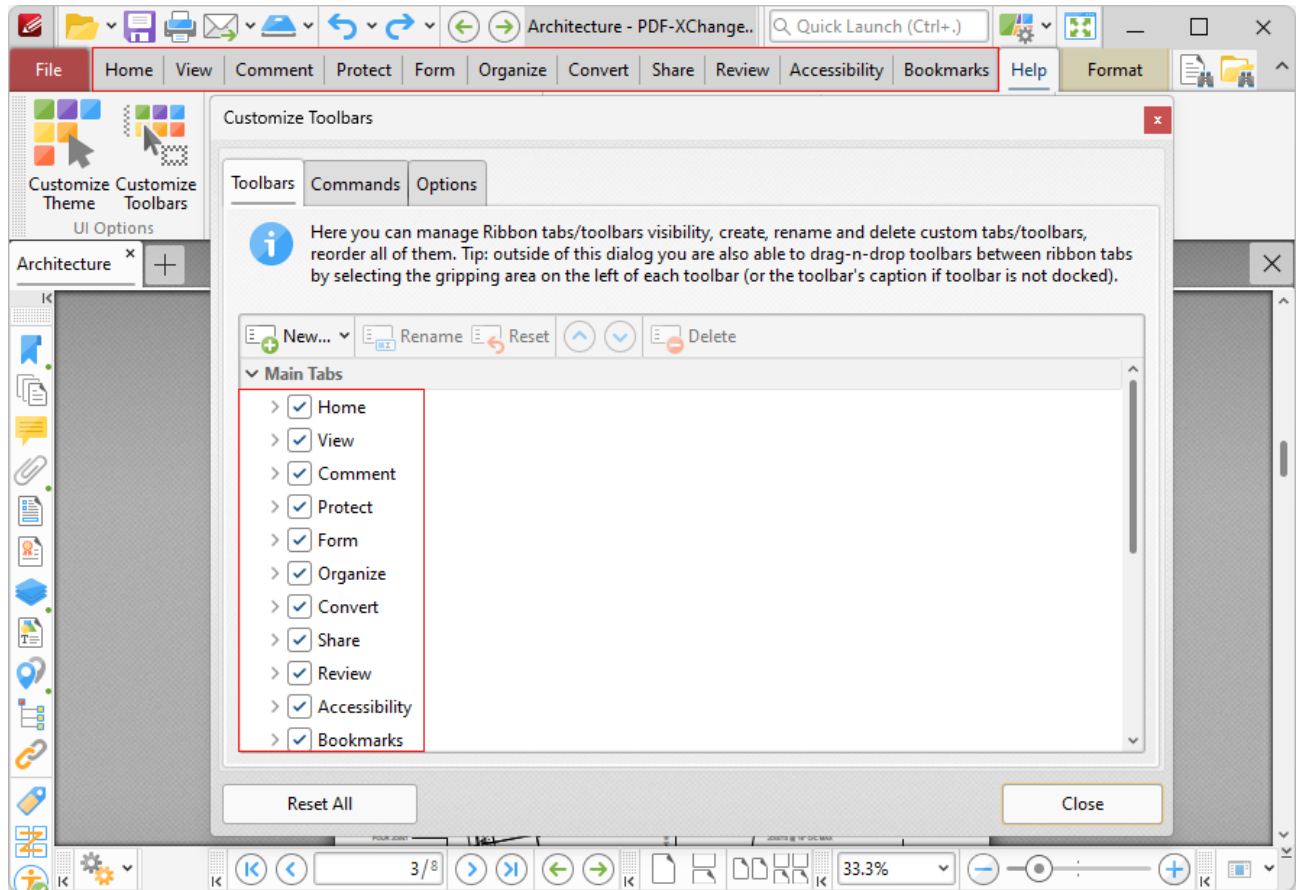 Architecture - PDF-XChange..
Quick Launch (Ctrl+.)
File Home View Comment Protect Form Organize Convert Share Review Accessibility Bookmarks Help Format
Customize Theme
Customize Toolbars
UI Options
Customize Toolbars
x
Toolbars Commands Options
Here you can manage Ribbon tabs/toolbars visibility, create, rename and delete custom tabs/toolbars,
reorder all of them. Tip: outside of this dialog you are also able to drag-n-drop toolbars between ribbon tabs
by selecting the gripping area on the left of each toolbar (or the toolbar's caption if toolbar is not docked).
Architecture
New... Rename Reset Delete
Main Tabs
Home
View
Comment
Protect
Form
Organize
Convert
Share
Review
Accessibility
Bookmarks
Reset All Close
3/8
33.3%